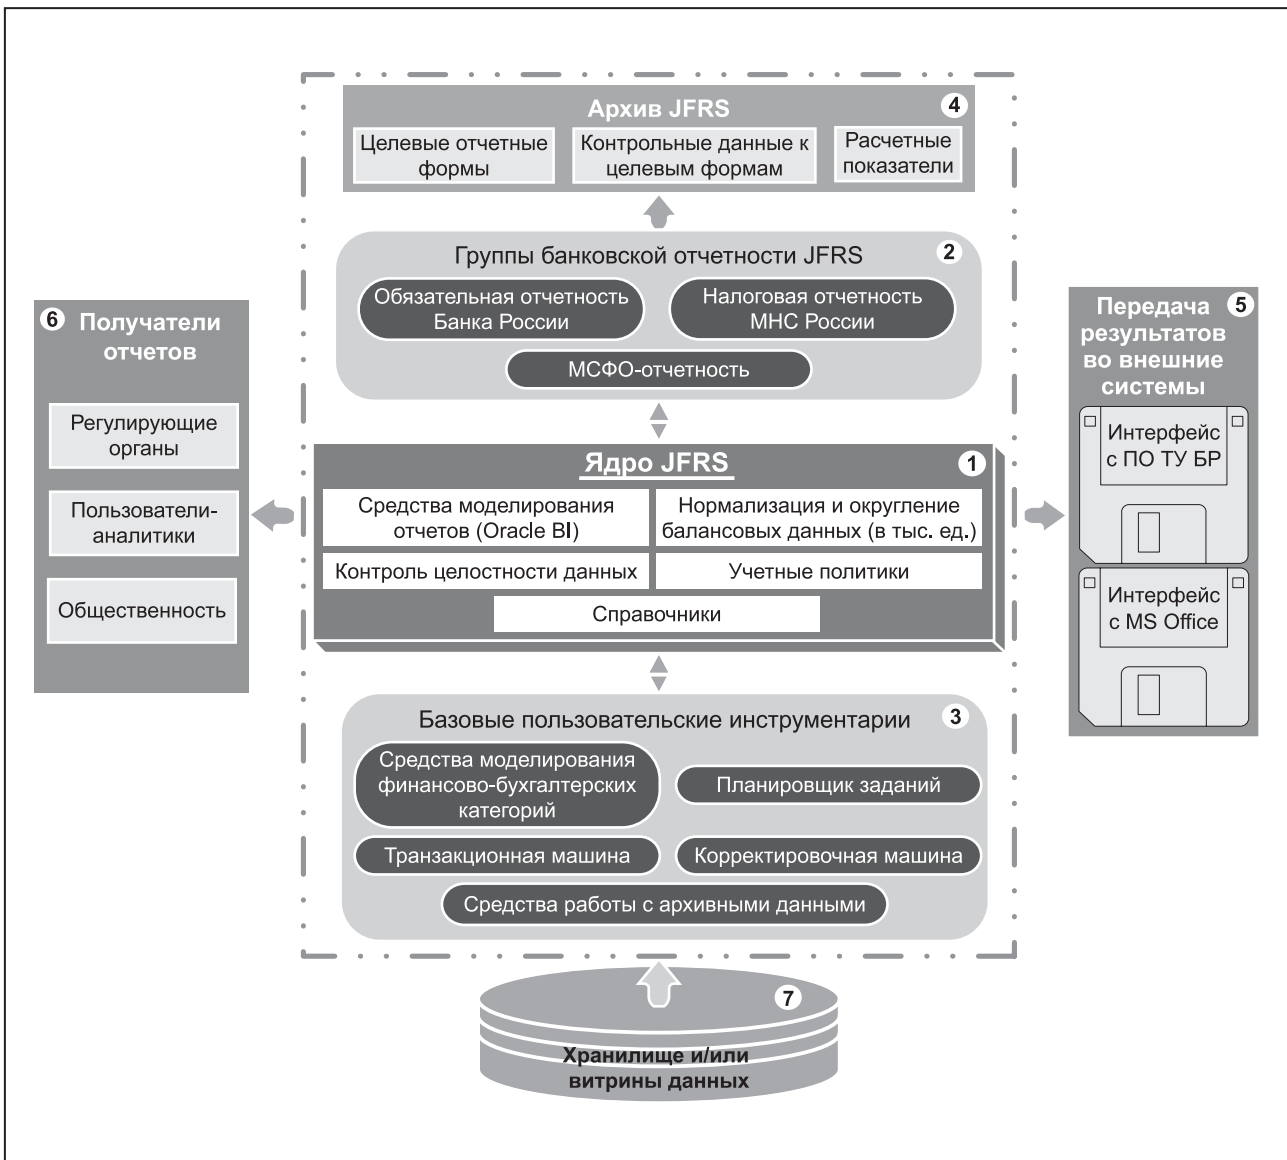 Архив JFRS
4
Целевые отчетные
формы
Контрольные данные к
целевым формам
Расчетные
показатели
Группы банковской отчетности JFRS
2
Обязательная отчетность
Банка России
Налоговая отчетность
МНС России
МСФО-отчетность
6
Получатели
отчетов
Регулирующие
органы
Пользователи-
аналитики
Общественность
Ядро JFRS
1
Средства моделирования
отчетов (Oracle BI)
Нормализация и округление
балансовых данных (в тыс. ед.)
Контроль целостности данных
Учетные политики
Справочники
Передача
результатов
во внешние
системы
5
Интерфейс
с ПО ТУ БР
Интерфейс
с MS Office
Базовые пользовательские инструментарии
3
Средства моделирования
финансово-бухгалтерских
категорий
Планировщик заданий
Транзакционная машина
Корректировочная машина
Средства работы с архивными данными
7
Хранилище и/или
витрины данных